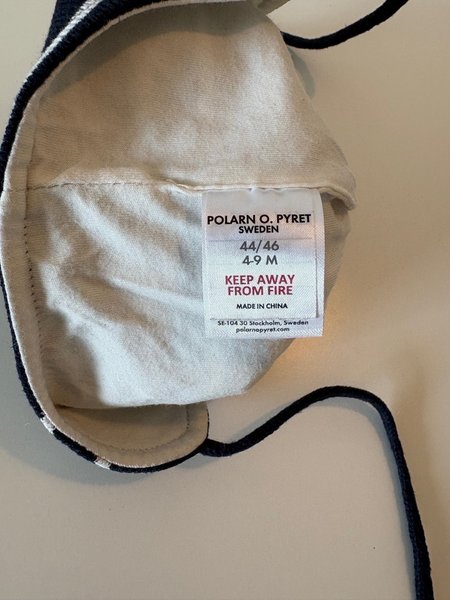 POLARN O. PYRET
SWEDEN
44/46
4-9 M
KEEP AWAY
FROM FIRE
MADE IN CHINA
SE-104 30 Stockholm, Sweden
polarnopyret.com